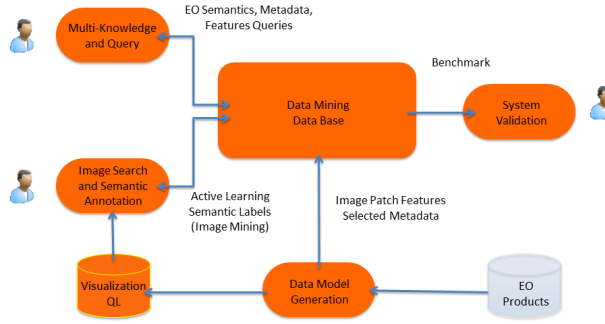 EO Semantics, Metadata,
Features Queries
Multi-Knowledge
and Query
Benchmark
Data Mining
Data Base
System
Validation
Image Search
and Semantic
Annotation
Active Learning
Semantic Labels
(Image Mining)
Image Patch Features
Selected Metadata
Visualization
QL
Data Model
Generation
EO
Products